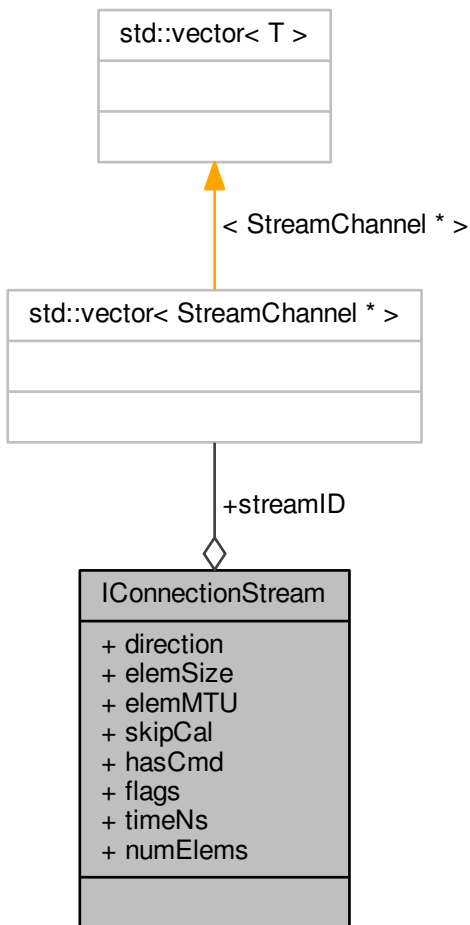 std::vector< T >
< StreamChannel * >
std::vector< StreamChannel * >
+streamID
IConnectionStream
+ direction
+ elemSize
+ elemMTU
+ skipCal
+ hasCmd
+ flags
+ timeNs
+ numElems